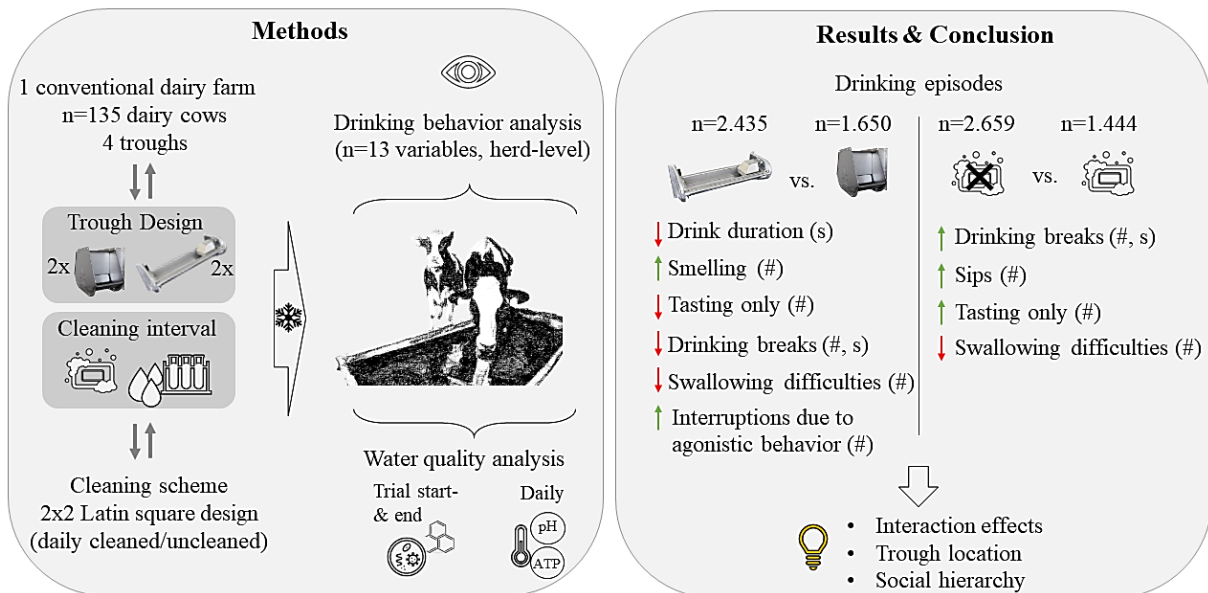 Methods
1 conventional dairy farm
n=135 dairy cows
4 troughs
Trough Design
2x
2x
Cleaning interval
Cleaning scheme
2x2 Latin square design
(daily cleaned/uncleaned)
Drinking behavior analysis
(n=13 variables, herd-level)
Water quality analysis
Trial start-
& end
Daily
pH
ATP
Results & Conclusion
Drinking episodes
n=2.435
n=1.650
vs.
Drink duration (s)
Smelling (#)
Tasting only (#)
Drinking breaks (#, s)
Swallowing difficulties (#)
Interruptions due to
agonistic behavior (#)
n=2.659
n=1.444
vs.
Drinking breaks (#, s)
Sips (#)
Tasting only (#)
Swallowing difficulties (#)
• Interaction effects
• Trough location
• Social hierarchy